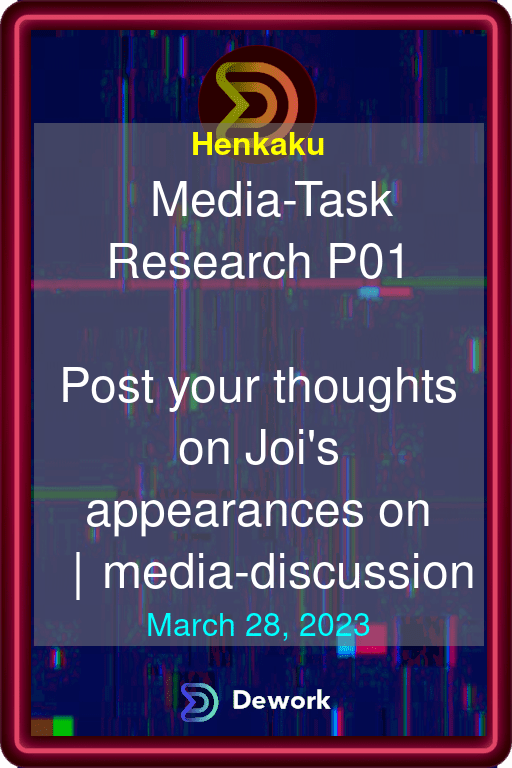 Henkaku
Media-Task
Research P01
Post your thoughts
on Joi's
appearances on
| media-discussion
March 28, 2023
Dework